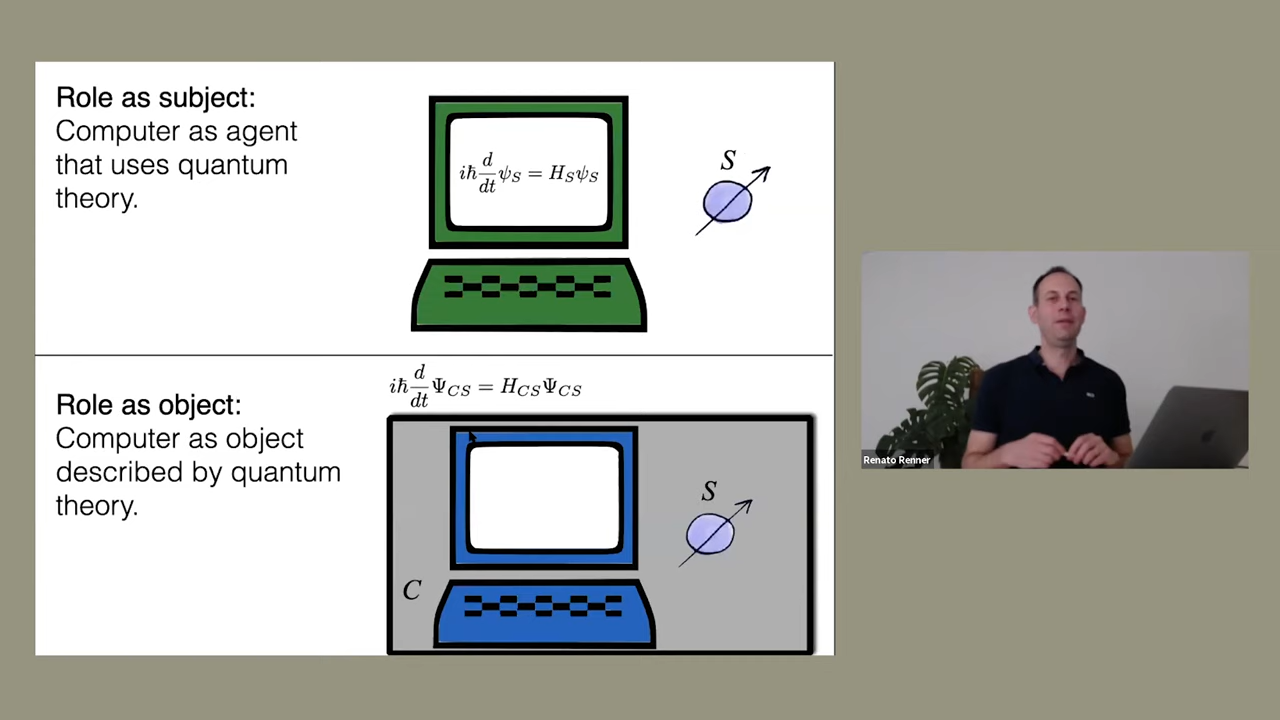 Role as subject:
Computer as agent
that uses quantum
theory.
iħ d/dt ψ_S = H_S ψ_S
S
iħ d/dt Ψ_CS = H_CS Ψ_CS
Role as object:
Computer as object
described by quantum
theory.
S
C
Renato Renner